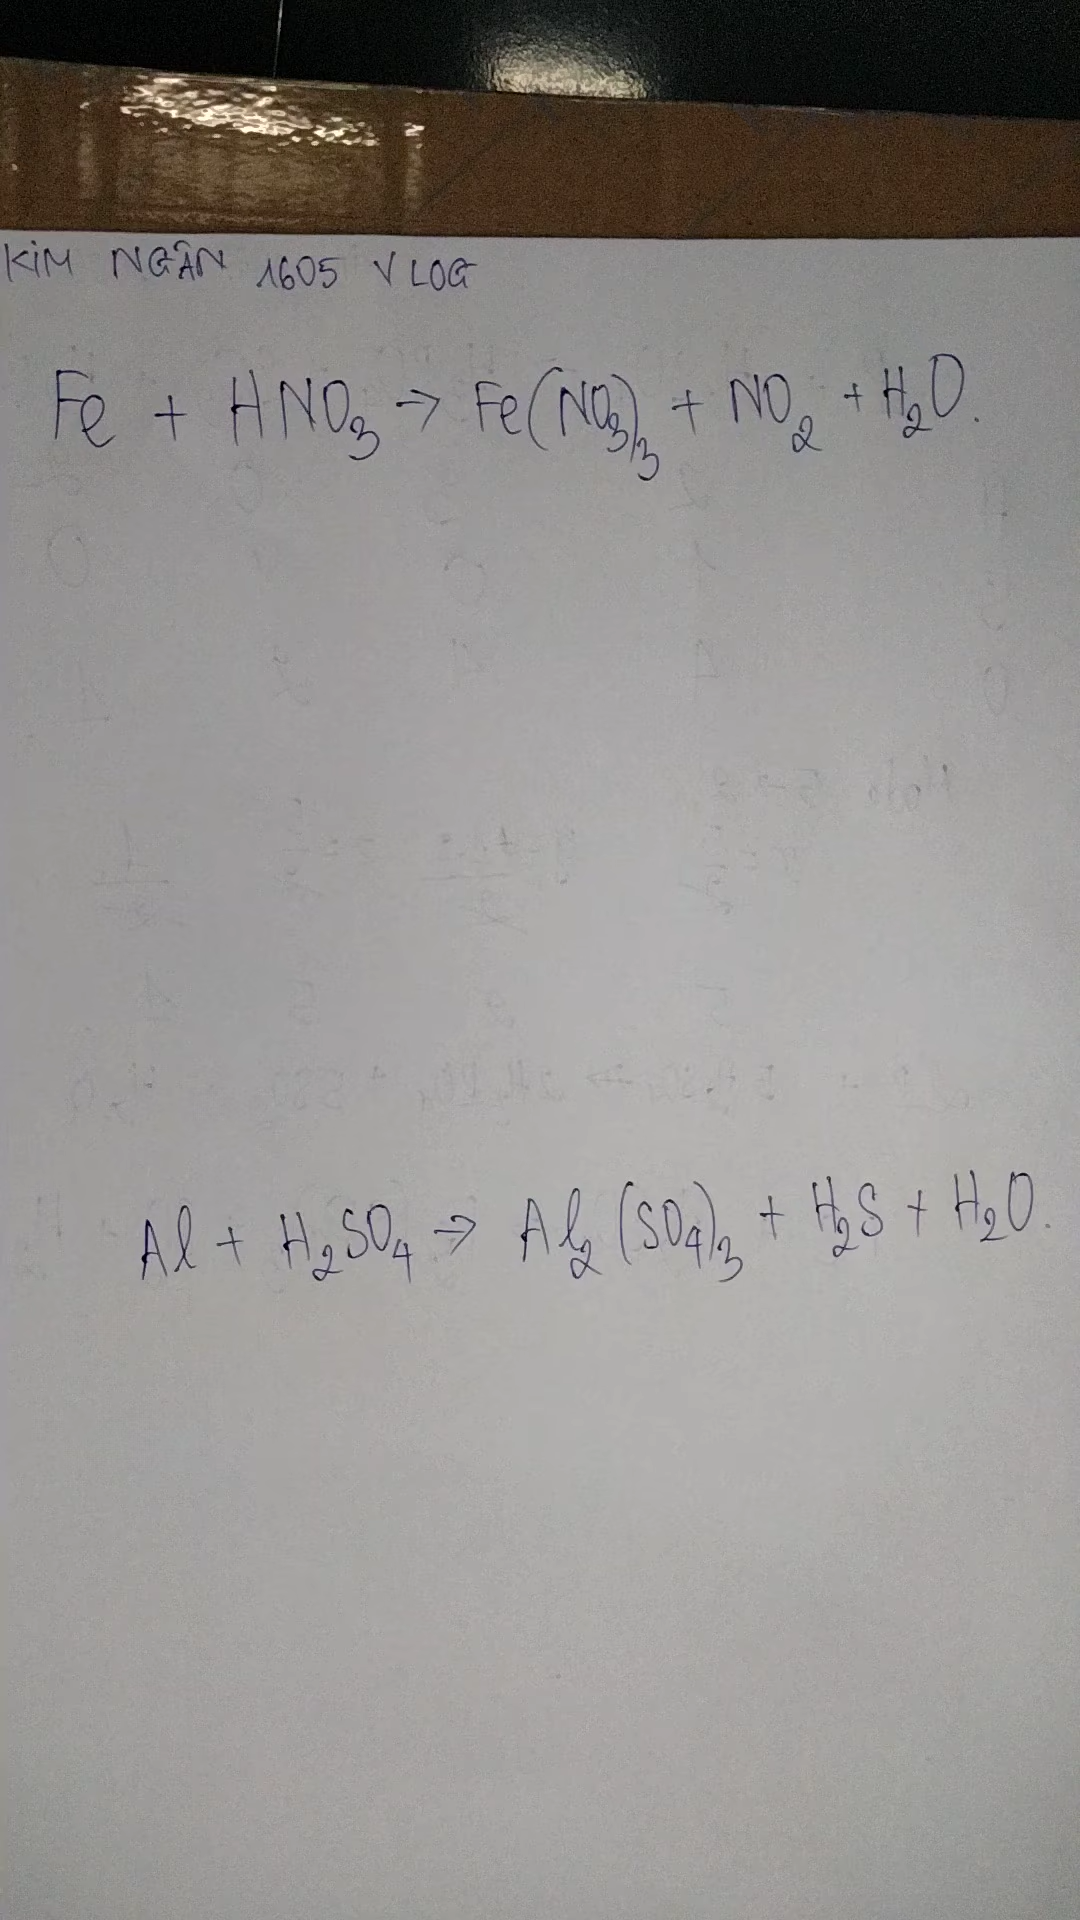 KIM NGÂN 1605 VLOG
Fe + HNO₃ → Fe(NO₃)₃ + NO₂ + H₂O.
Al + H₂SO₄ → Al₂(SO₄)₃ + H₂S + H₂O.